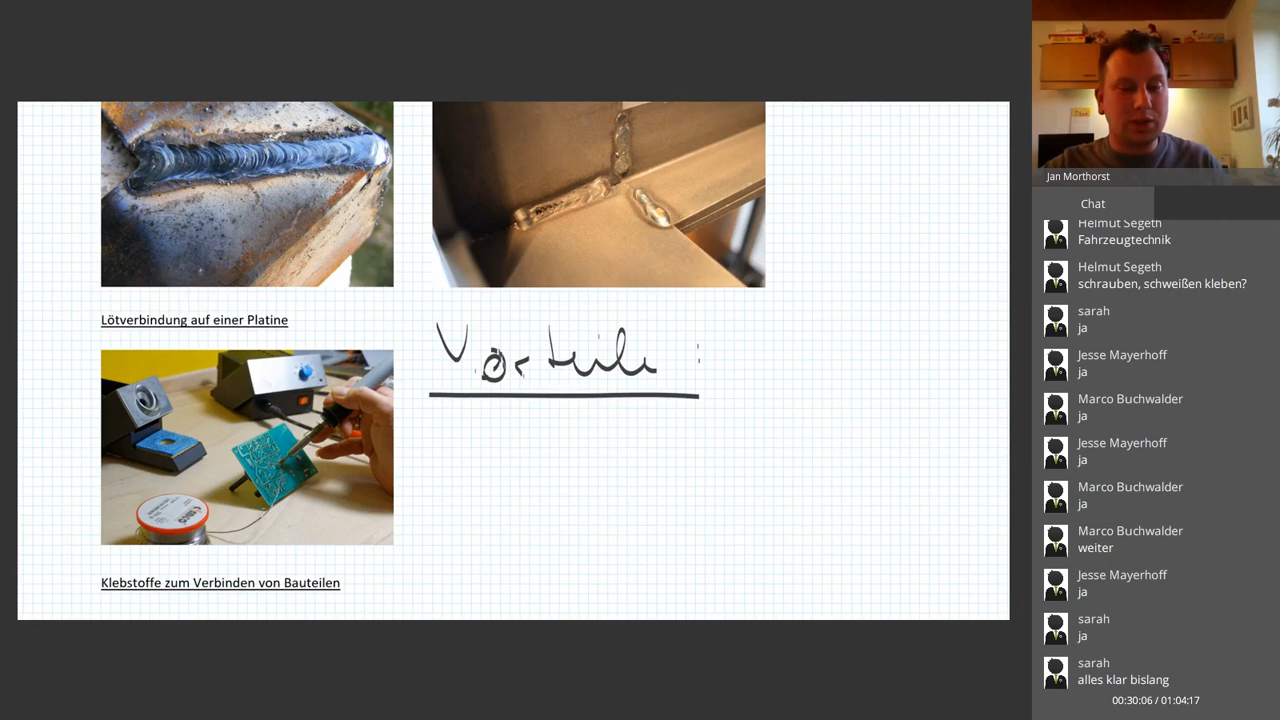 Lötverbindung auf einer Platine
Vorteile :
Klebstoffe zum Verbinden von Bauteilen
Jan Morthorst
Chat
Helmut Segeth
Fahrzeugtechnik
Helmut Segeth
schrauben, schweißen kleben?
sarah
ja
Jesse Mayerhoff
ja
Marco Buchwalder
ja
Jesse Mayerhoff
ja
Marco Buchwalder
ja
Marco Buchwalder
weiter
Jesse Mayerhoff
ja
sarah
ja
sarah
alles klar bislang
00:30:06 / 01:04:17